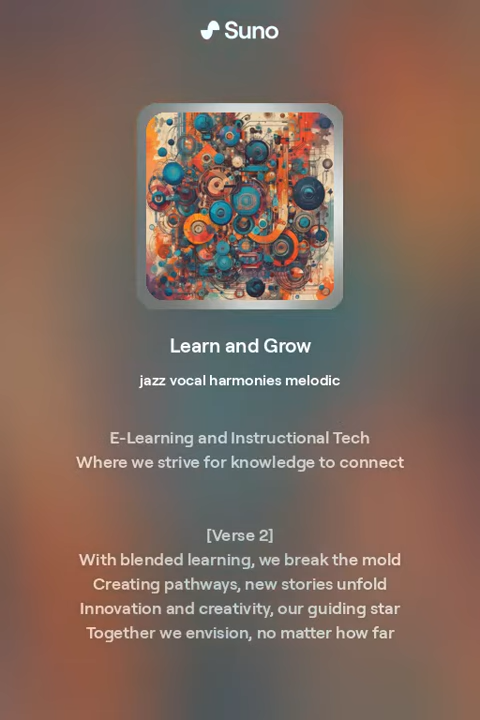 Suno
Learn and Grow
jazz vocal harmonies melodic
E-Learning and Instructional Tech
Where we strive for knowledge to connect
[Verse 2]
With blended learning, we break the mold
Creating pathways, new stories unfold
Innovation and creativity, our guiding star
Together we envision, no matter how far